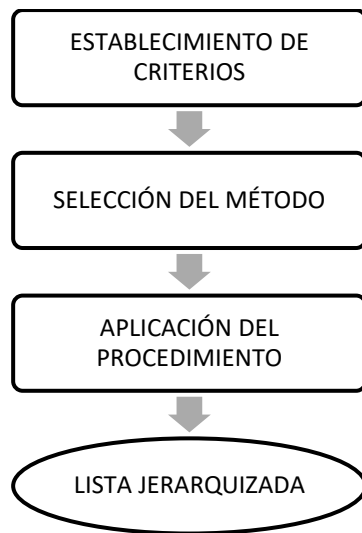 ESTABLECIMIENTO DE
CRITERIOS
SELECCIÓN DEL MÉTODO
APLICACIÓN DEL
PROCEDIMIENTO
LISTA JERARQUIZADA